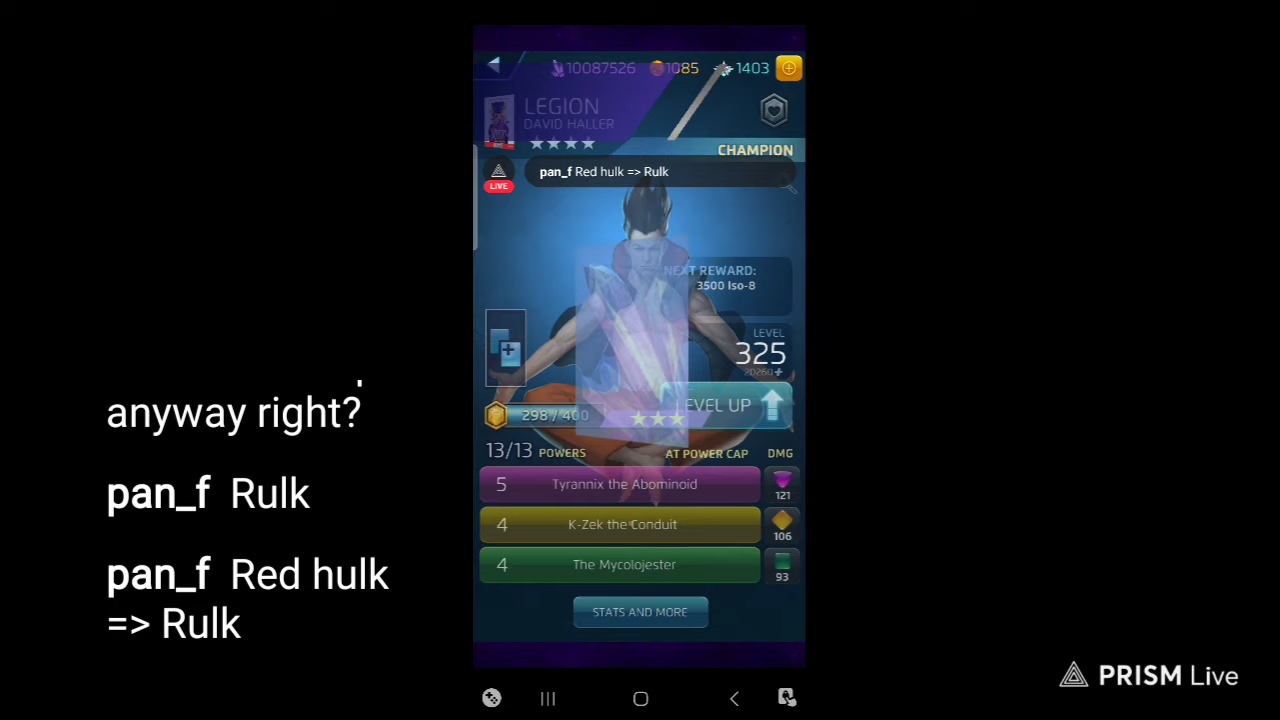 10087526 1085 1403
LEGION
DAVID HALLER
CHAMPION
LIVE
pan_f Red hulk => Rulk
NEXT REWARD:
3500 Iso-8
LEVEL
325
20260
LEVEL UP
298 / 400
13/13 POWERS AT POWER CAP DMG
5 Tyrannix the Abominoid 121
4 K-Zek the Conduit 106
4 The Mycolojester 93
STATS AND MORE
anyway right?
pan_f Rulk
pan_f Red hulk
=> Rulk
PRISM Live